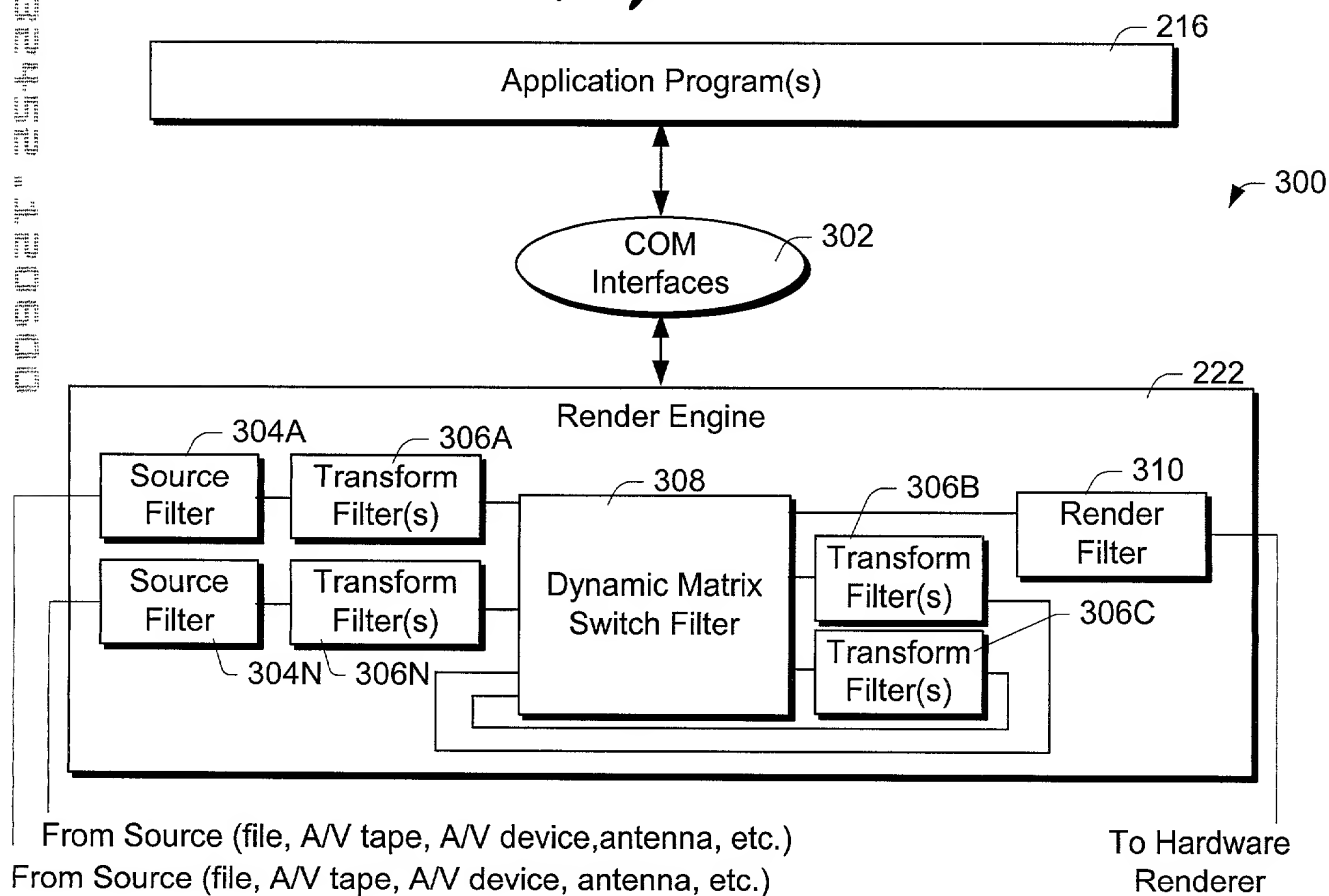 216
Application Program(s)
300
COM
Interfaces
302
222
Render Engine
304A
306A
Source
Filter
Transform
Filter(s)
308
306B
310
Render
Filter
Dynamic Matrix
Switch Filter
Transform
Filter(s)
Source
Filter
Transform
Filter(s)
306C
Transform
Filter(s)
304N
306N
From Source (file, A/V tape, A/V device,antenna, etc.)
From Source (file, A/V tape, A/V device, antenna, etc.)
To Hardware
Renderer